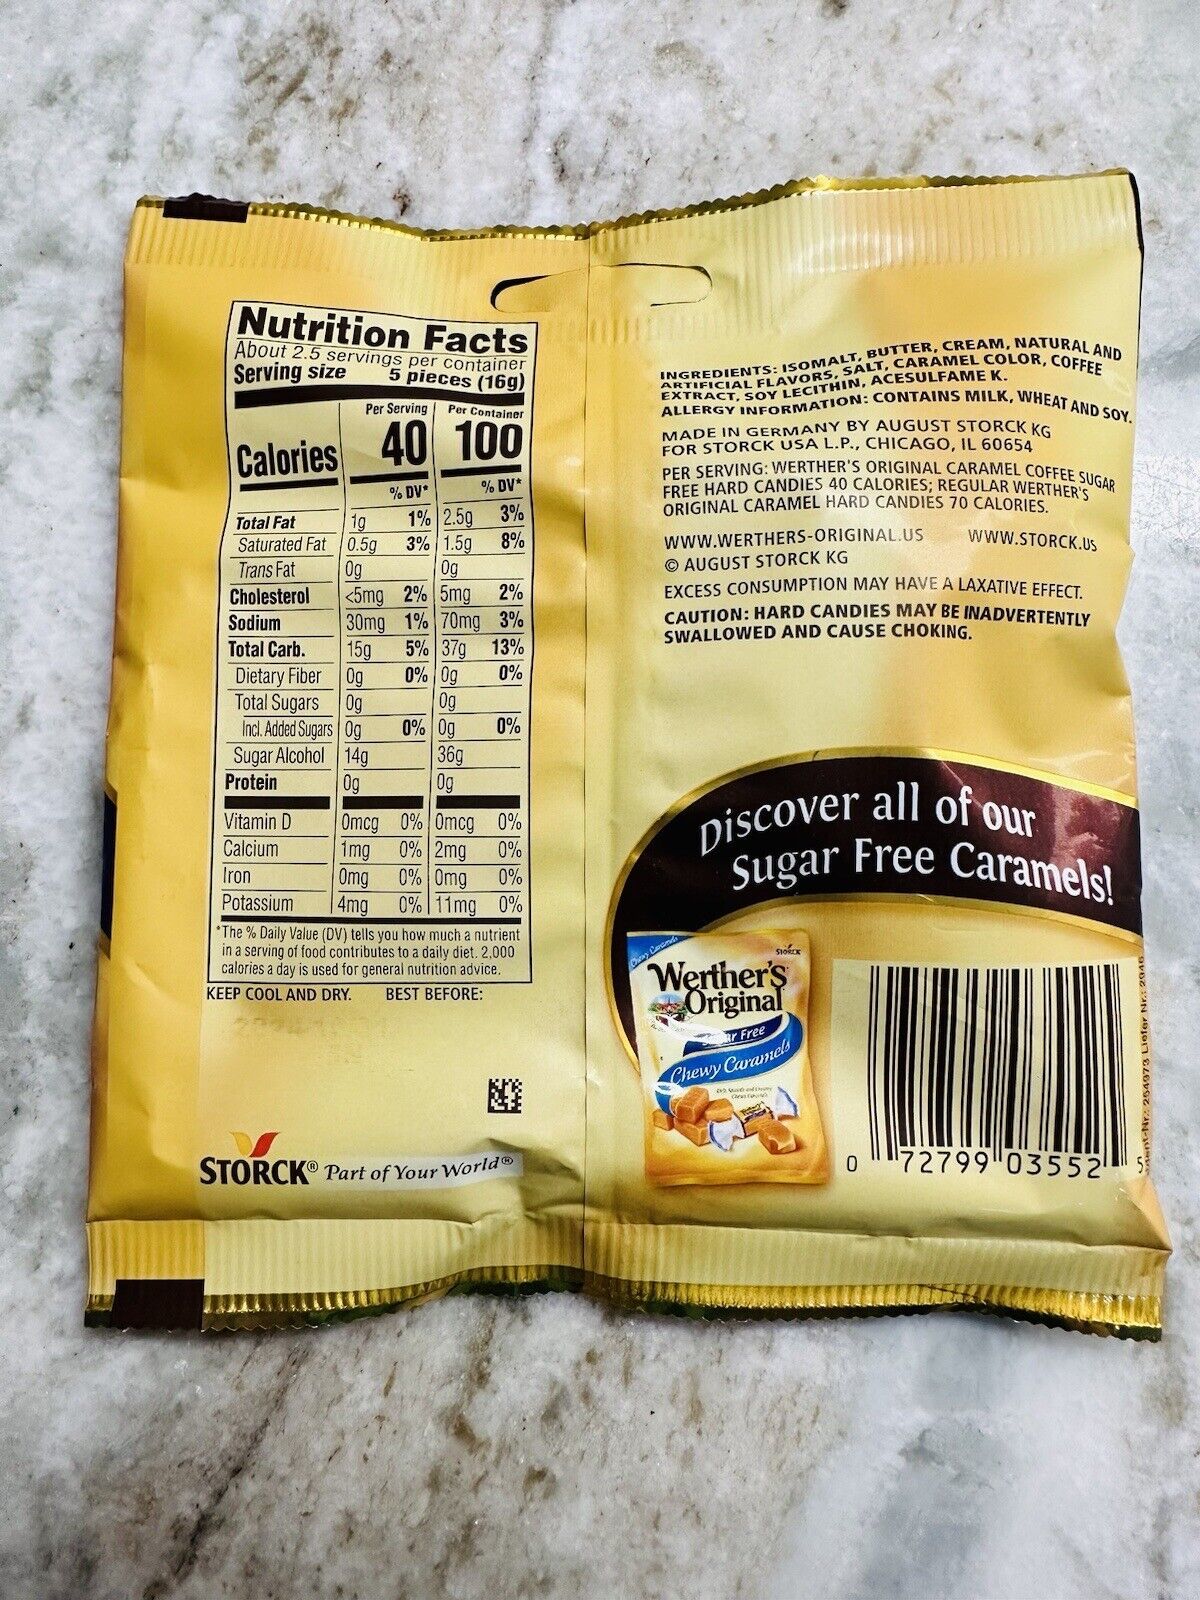 Nutrition Facts
About 2.5 servings per container
Serving size 5 pieces (16g)
Per Serving Per Container
Calories 40 100
% DV* % DV*
Total Fat 1g 1% 2.5g 3%
Saturated Fat 0.5g 3% 1.5g 8%
Trans Fat 0g 0g
Cholesterol <5mg 2% 5mg 2%
Sodium 30mg 1% 70mg 3%
Total Carb. 15g 5% 37g 13%
Dietary Fiber 0g 0% 0g 0%
Total Sugars 0g 0g
Incl. Added Sugars 0g 0% 0g 0%
Sugar Alcohol 14g 36g
Protein 0g 0g
Vitamin D 0mcg 0% 0mcg 0%
Calcium 1mg 0% 2mg 0%
Iron 0mg 0% 0mg 0%
Potassium 4mg 0% 11mg 0%
*The % Daily Value (DV) tells you how much a nutrient
in a serving of food contributes to a daily diet. 2,000
calories a day is used for general nutrition advice.
KEEP COOL AND DRY. BEST BEFORE:
STORCK® Part of Your World®
INGREDIENTS: ISOMALT, BUTTER, CREAM, NATURAL AND
ARTIFICIAL FLAVORS, SALT, CARAMEL COLOR, COFFEE
EXTRACT, SOY LECITHIN, ACESULFAME K.
ALLERGY INFORMATION: CONTAINS MILK, WHEAT AND SOY.
MADE IN GERMANY BY AUGUST STORCK KG
FOR STORCK USA L.P., CHICAGO, IL 60654
PER SERVING: WERTHER'S ORIGINAL CARAMEL COFFEE SUGAR
FREE HARD CANDIES 40 CALORIES; REGULAR WERTHER'S
ORIGINAL CARAMEL HARD CANDIES 70 CALORIES.
WWW.WERTHERS-ORIGINAL.US WWW.STORCK.US
© AUGUST STORCK KG
EXCESS CONSUMPTION MAY HAVE A LAXATIVE EFFECT.
CAUTION: HARD CANDIES MAY BE INADVERTENTLY
SWALLOWED AND CAUSE CHOKING.
Discover all of our
Sugar Free Caramels!
Chewy Caramels
STORCK
Werther's
Original
Free
Chewy Caramels
0 72799 03552 5
254973 Liefer Nr.: 2946